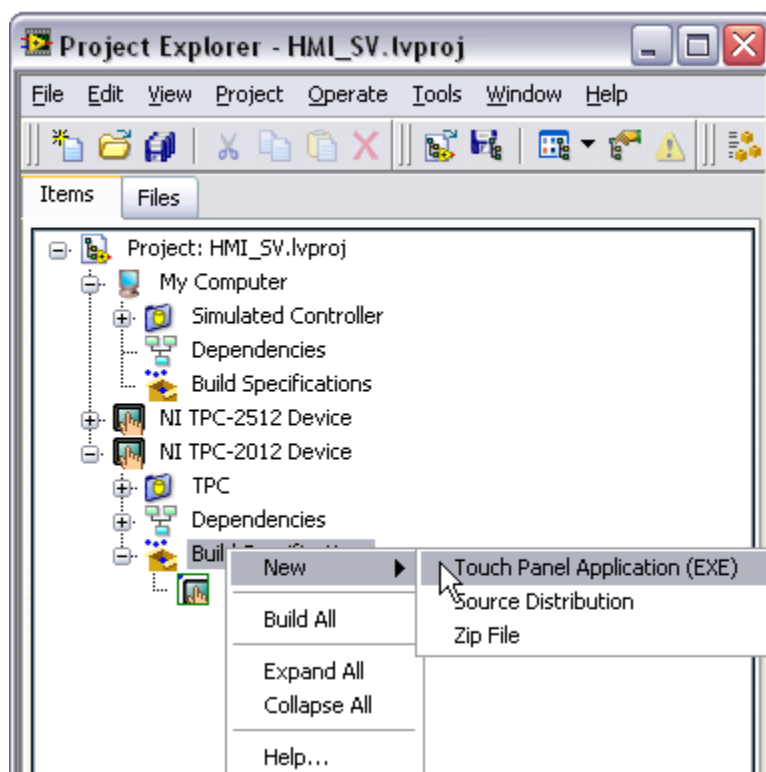 Project Explorer - HMI_SV.lvproj
File Edit View Project Operate Tools Window Help
Items Files
Project: HMI_SV.lvproj
My Computer
Simulated Controller
Dependencies
Build Specifications
NI TPC-2512 Device
NI TPC-2012 Device
TPC
Dependencies
New Touch Panel Application (EXE)
Source Distribution
Build All
Zip File
Expand All
Collapse All
Help...